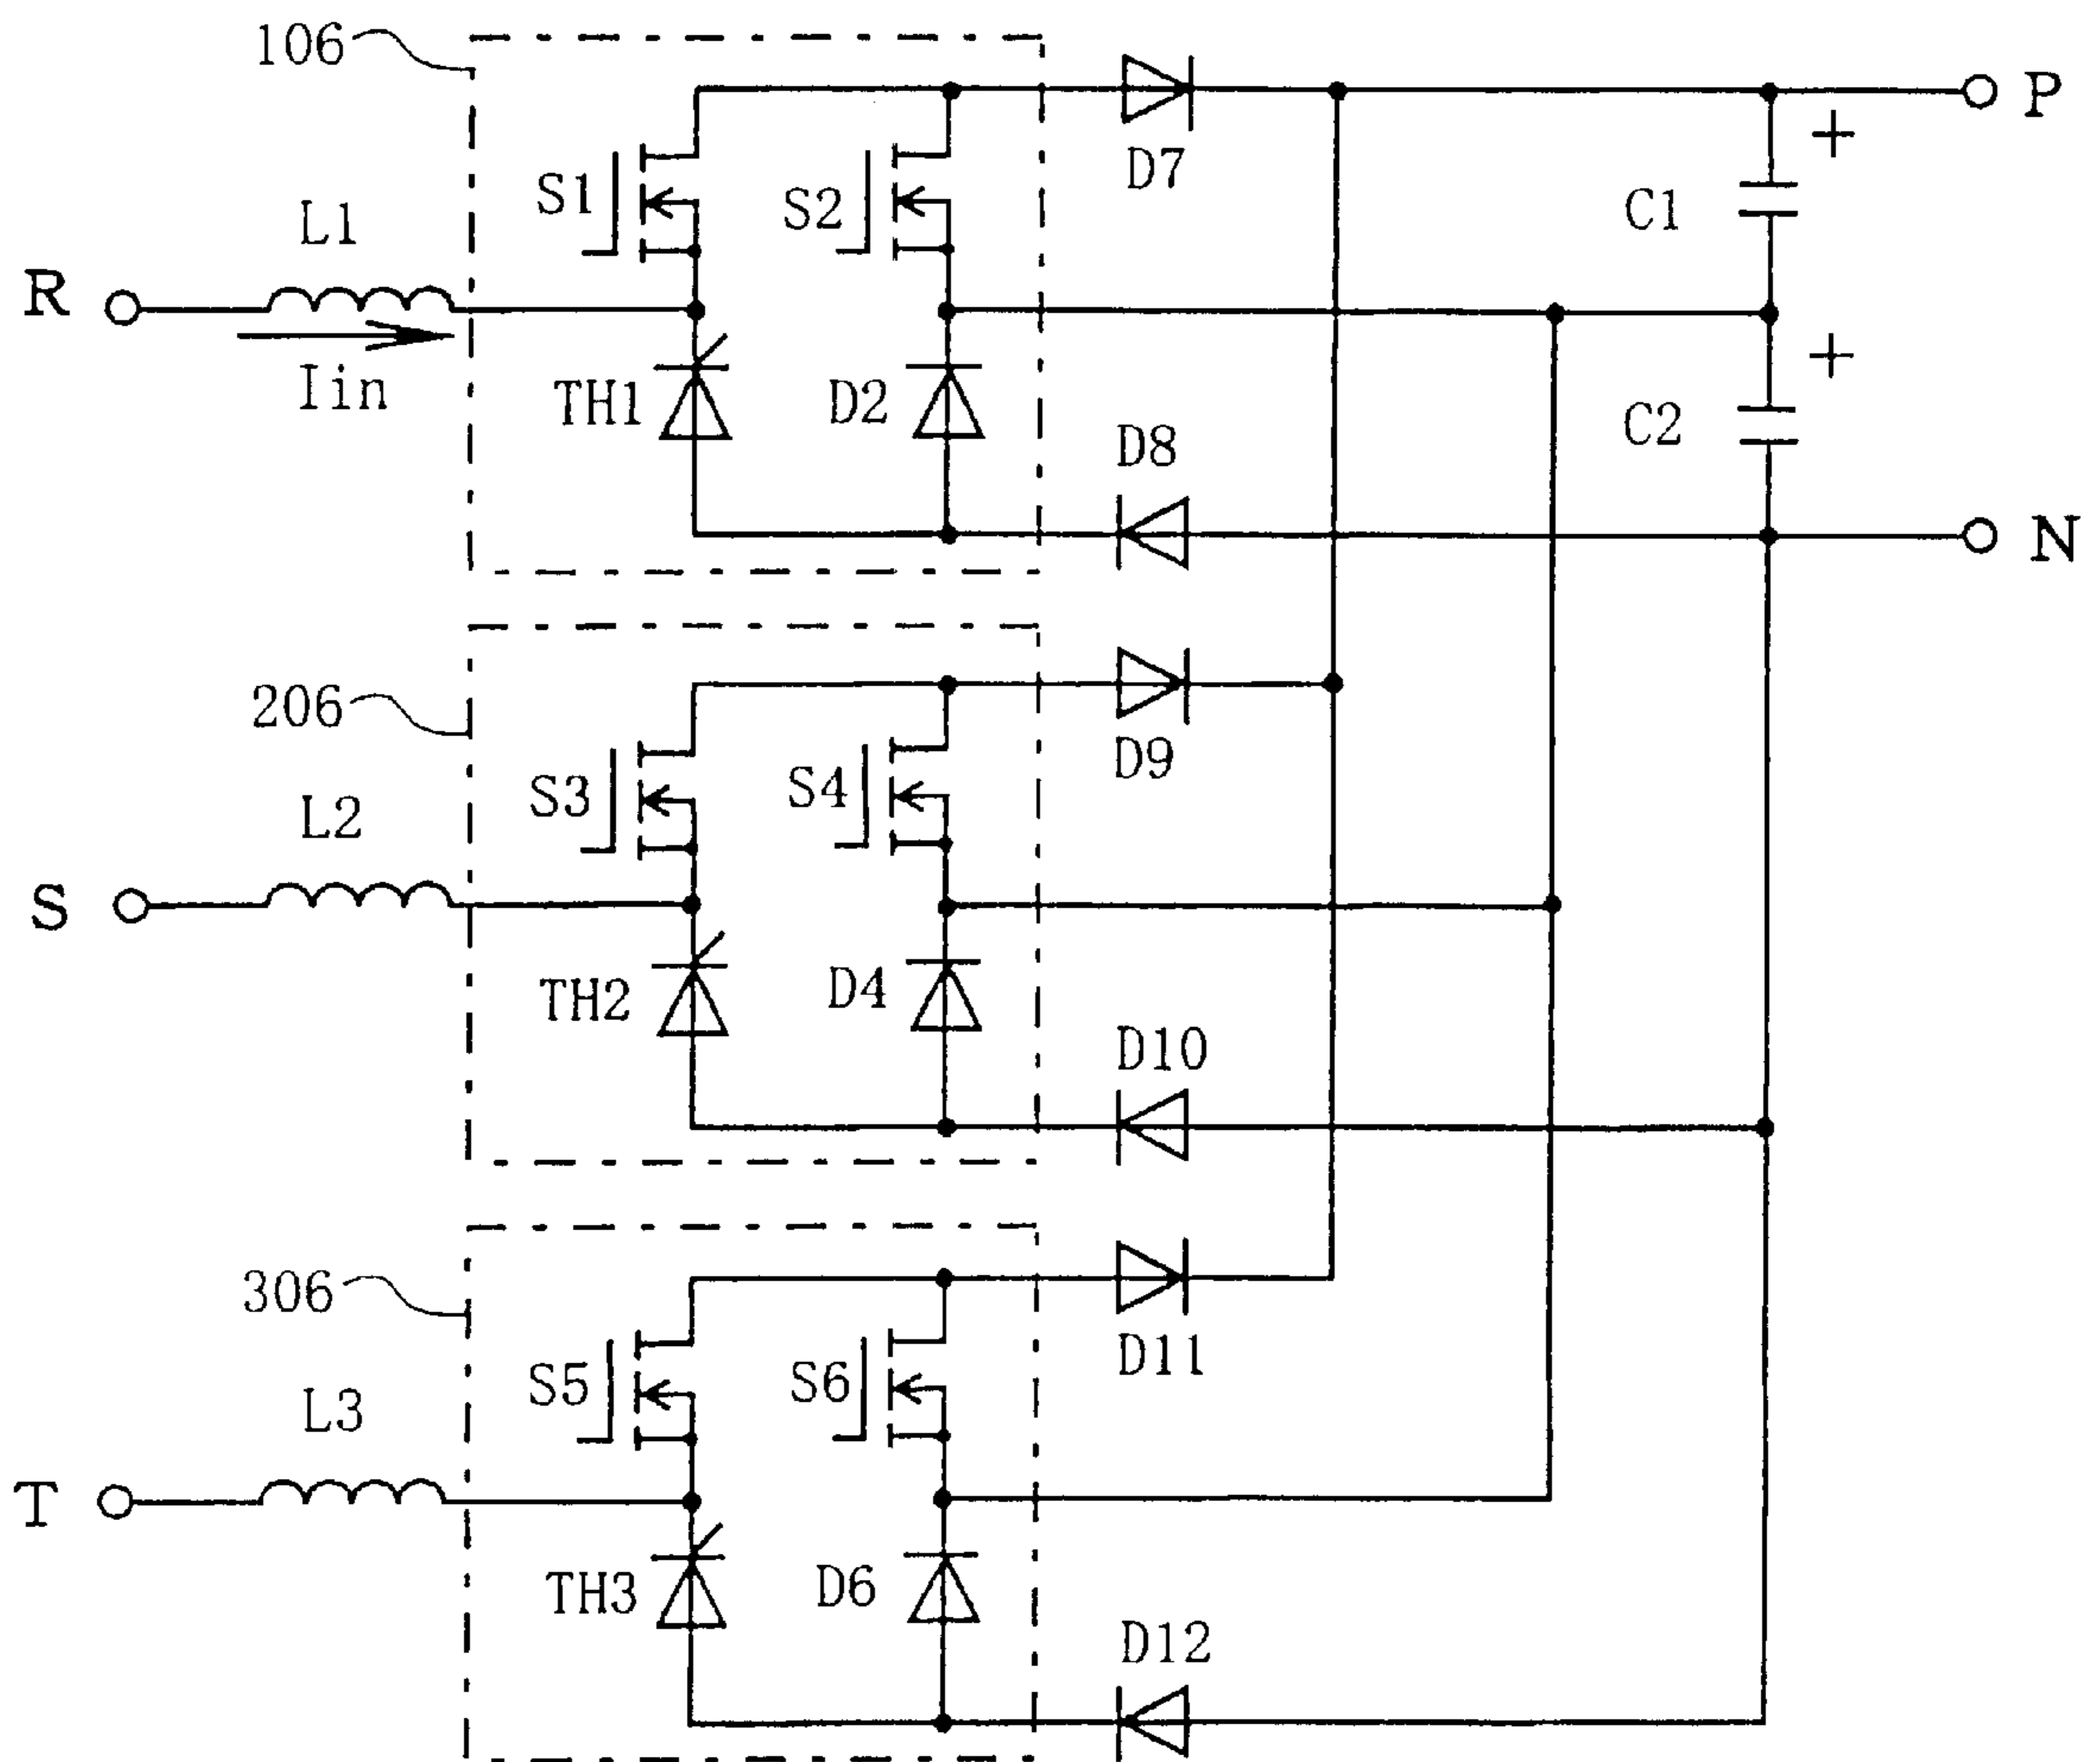 106
P
+
D7
S1
S2
C1
L1
R
+
Iin
TH1
D2
C2
D8
N
206
D9
S3
S4
L2
S
TH2
D4
D10
306
D11
S5
S6
L3
T
TH3
D6
D12